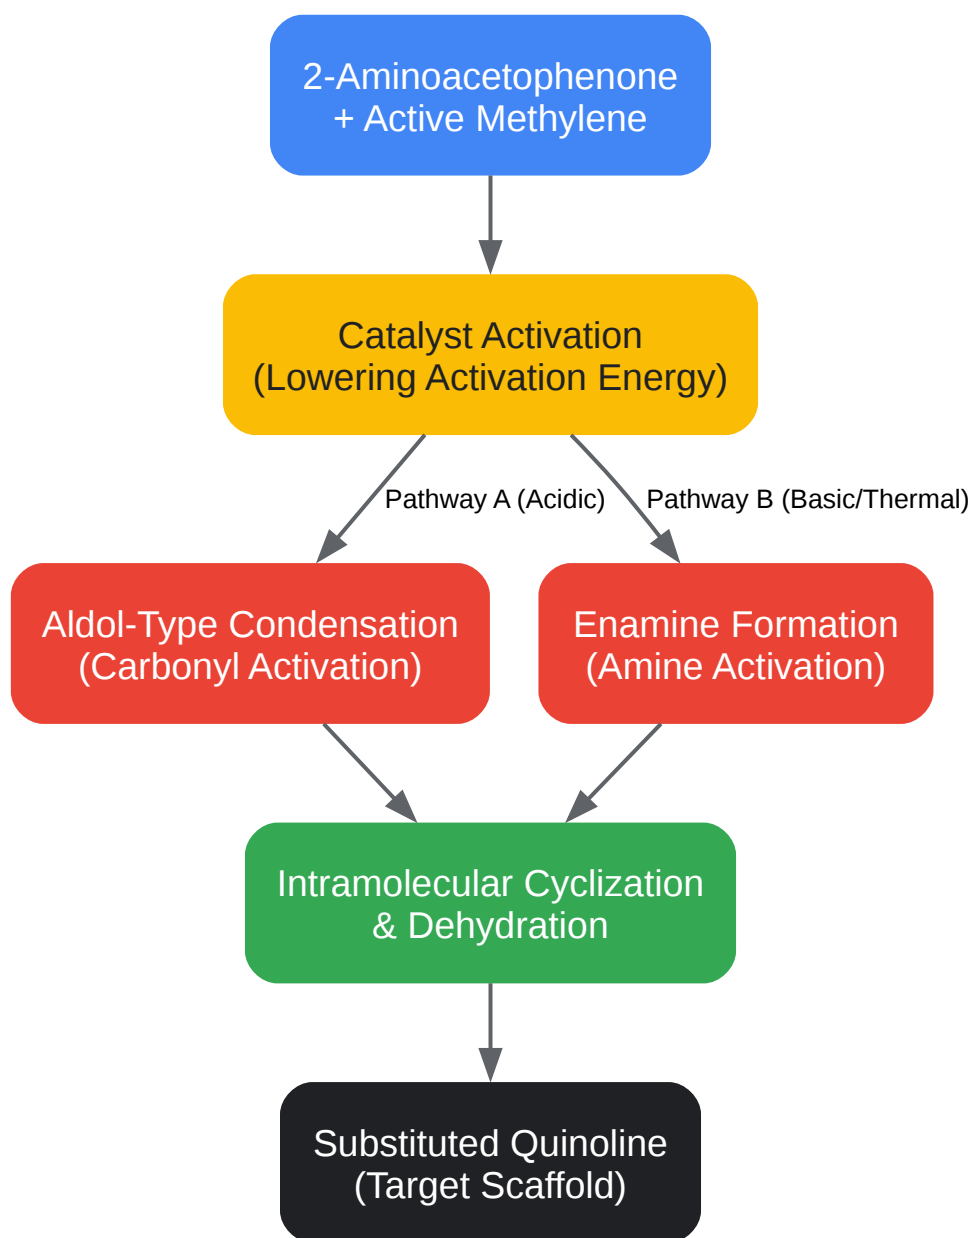 2-Aminoacetophenone
+ Active Methylene
Catalyst Activation
(Lowering Activation Energy)
Pathway A (Acidic)
Pathway B (Basic/Thermal)
Aldol-Type Condensation
(Carbonyl Activation)
Enamine Formation
(Amine Activation)
Intramolecular Cyclization
& Dehydration
Substituted Quinoline
(Target Scaffold)